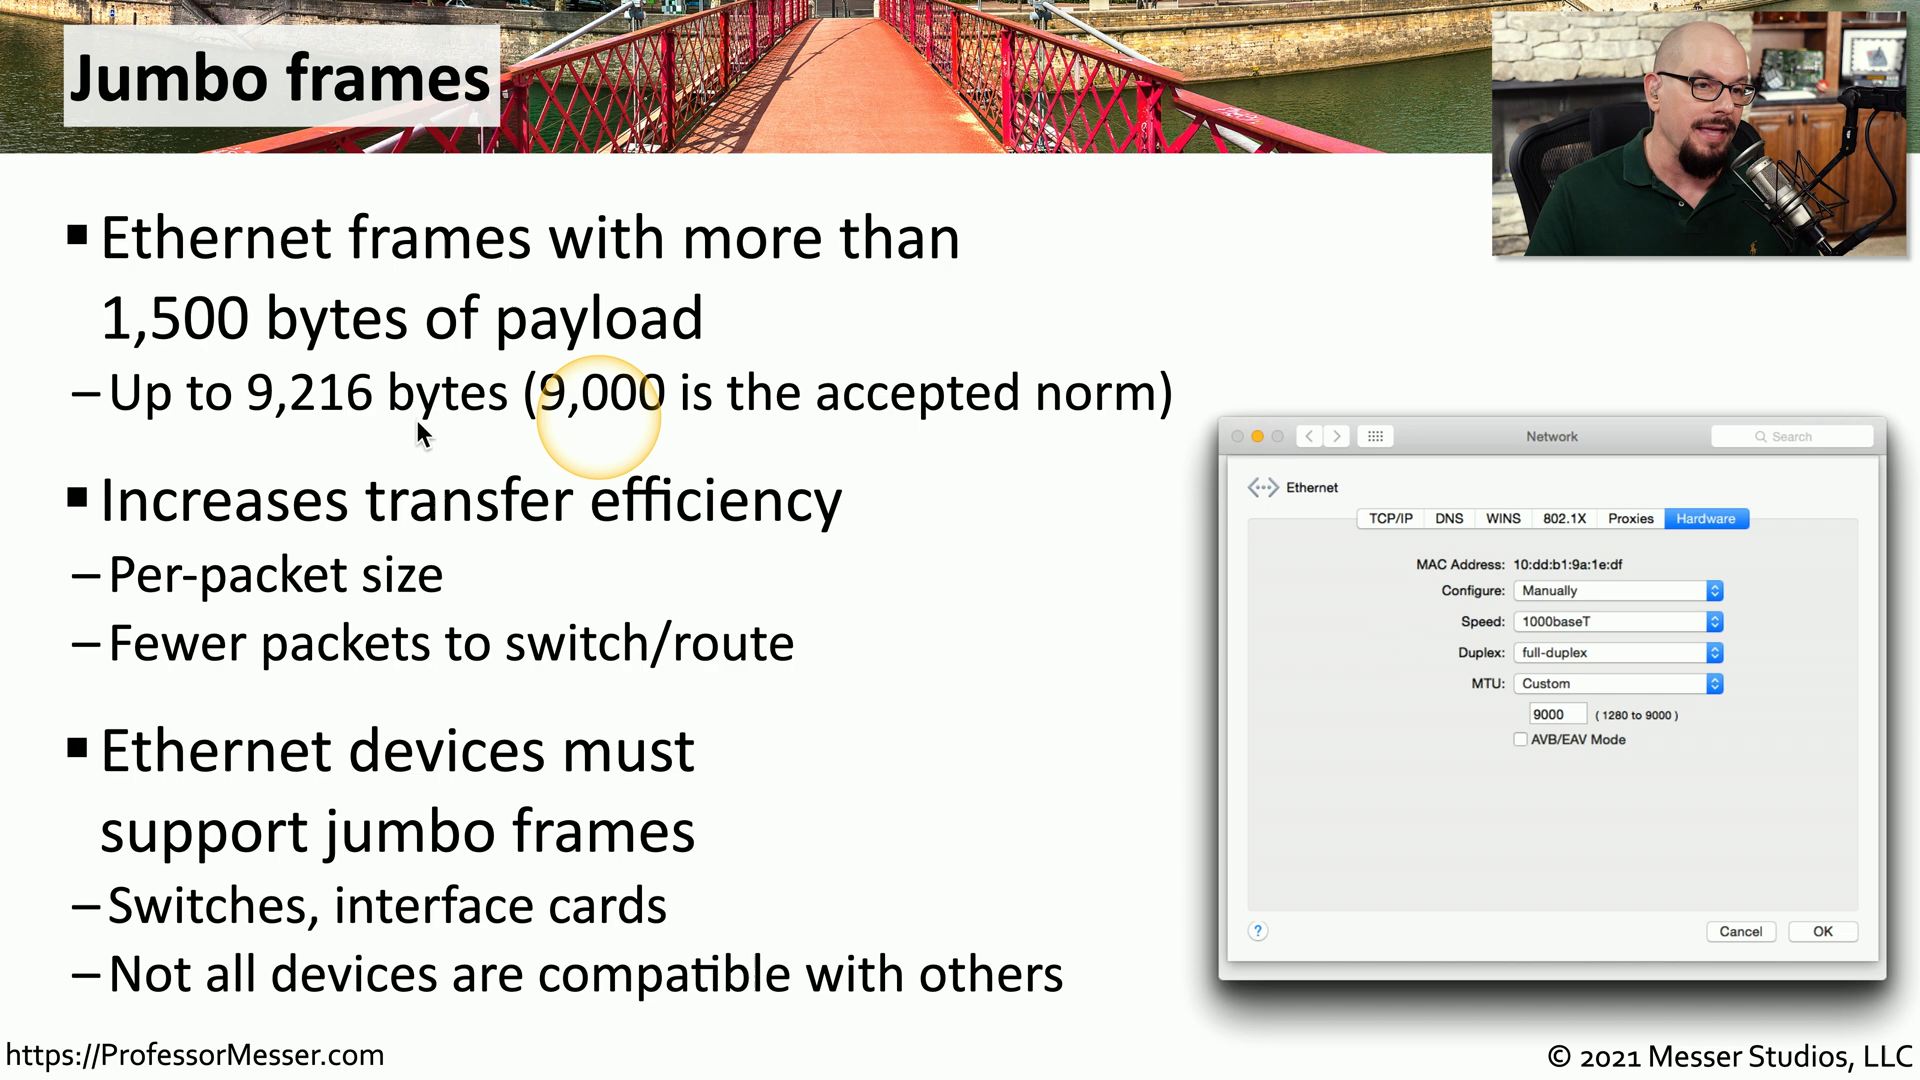 Jumbo frames
▪ Ethernet frames with more than
1,500 bytes of payload
– Up to 9,216 bytes (9,000 is the accepted norm)
▪ Increases transfer efficiency
– Per-packet size
– Fewer packets to switch/route
▪ Ethernet devices must
support jumbo frames
– Switches, interface cards
– Not all devices are compatible with others
Network
Search
Ethernet
TCP/IP DNS WINS 802.1X Proxies Hardware
MAC Address: 10:dd:b1:9a:1e:df
Configure: Manually
Speed: 1000baseT
Duplex: full-duplex
MTU: Custom
9000 ( 1280 to 9000 )
AVB/EAV Mode
? Cancel OK
https://ProfessorMesser.com
© 2021 Messer Studios, LLC